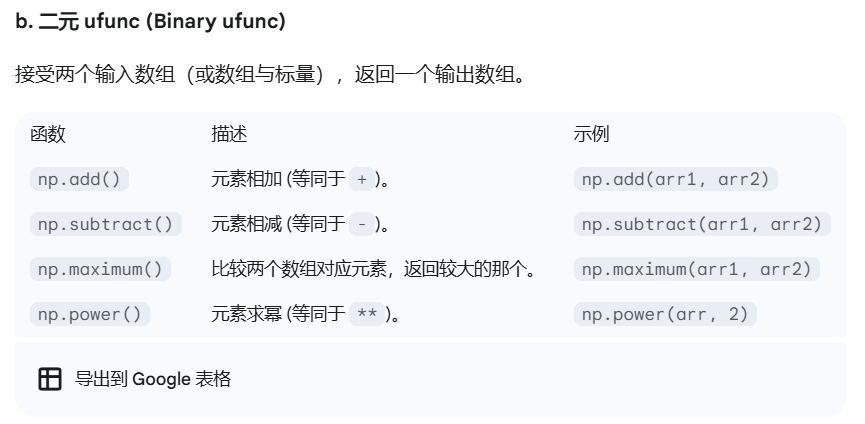 b. 二元 ufunc (Binary ufunc)
接受两个输入数组（或数组与标量），返回一个输出数组。
函数 描述 示例
np.add() 元素相加 (等同于 + )。 np.add(arr1, arr2)
np.subtract() 元素相减 (等同于 - )。 np.subtract(arr1, arr2)
np.maximum() 比较两个数组对应元素，返回较大的那个。 np.maximum(arr1, arr2)
np.power() 元素求幂 (等同于 ** )。 np.power(arr, 2)
导出到 Google 表格